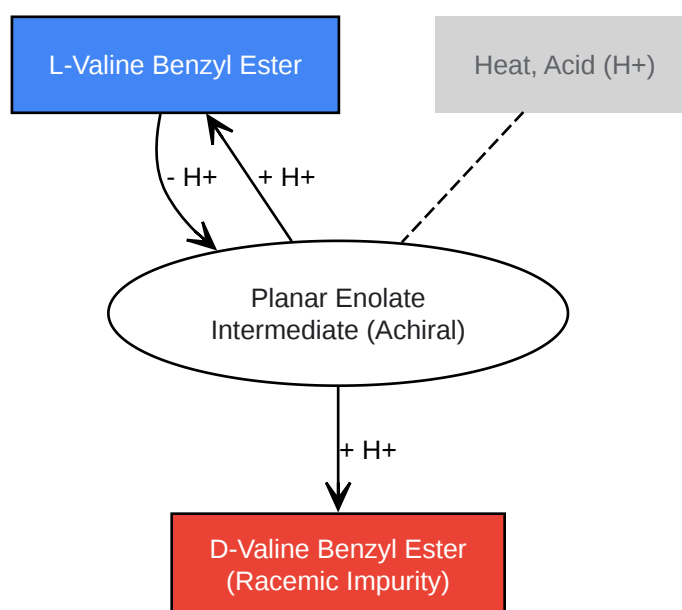 L-Valine Benzyl Ester
Heat, Acid (H+)
- H+
+ H+
Planar Enolate
Intermediate (Achiral)
+ H+
D-Valine Benzyl Ester
(Racemic Impurity)